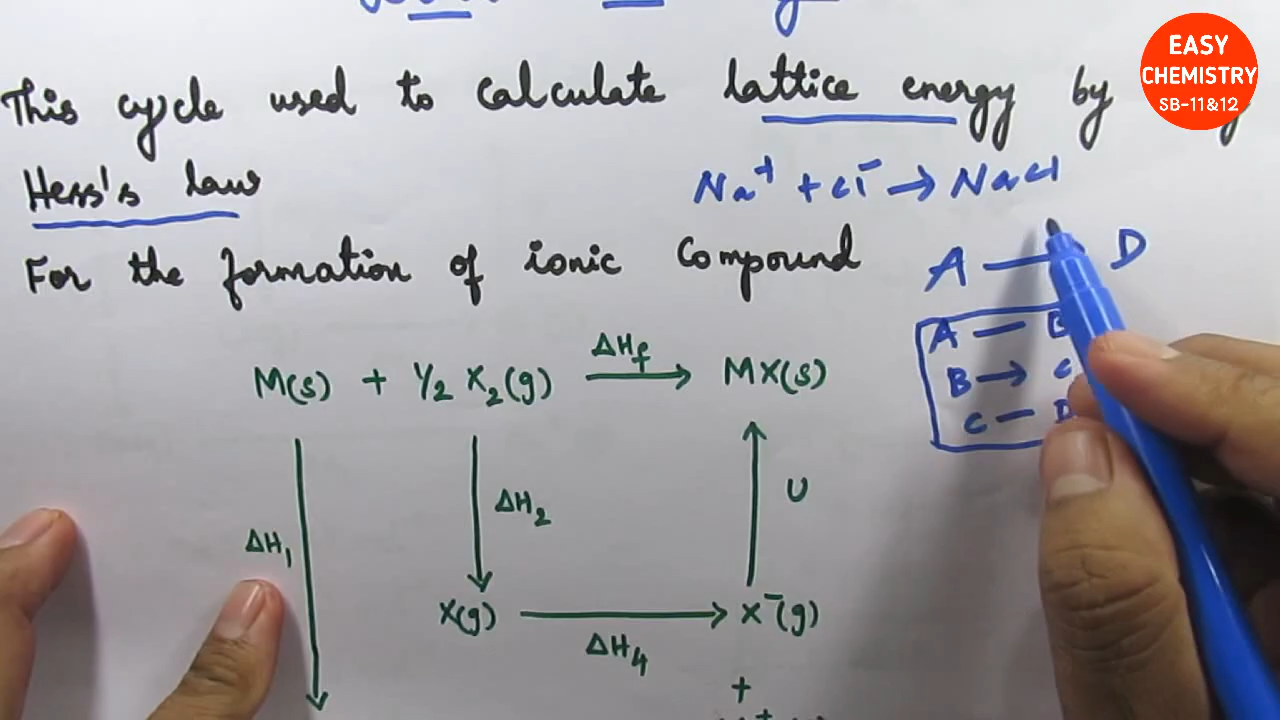 EASY
CHEMISTRY
SB-11&12
This cycle used to calculate lattice energy by
Hess's law
Na⁺ + Cl⁻ → NaCl
For the formation of ionic compound
A — D
A — B
B → C
C — D
M(s) + 1/2 X₂(g) ΔHf → MX(s)
ΔH₁
ΔH₂
U
X(g) → X⁻(g)
ΔH₄
+